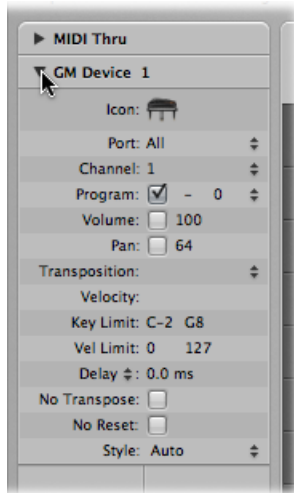 MIDI Thru
GM Device 1
Icon:
Port: All
Channel: 1
Program: - 0
Volume: 100
Pan: 64
Transposition:
Velocity:
Key Limit: C-2 G8
Vel Limit: 0 127
Delay : 0.0 ms
No Transpose:
No Reset:
Style: Auto